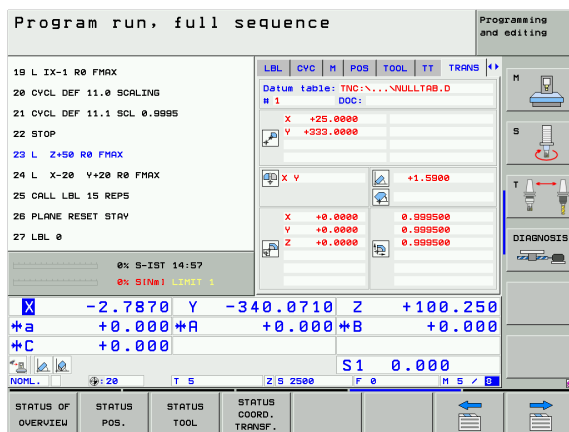 Program run, full sequence
Programming and editing
19 L IX-1 R0 FMAX
20 CYCL DEF 11.0 SCALING
21 CYCL DEF 11.1 SCL 0.9995
22 STOP
23 L Z+50 R0 FMAX
24 L X-20 Y+20 R0 FMAX
25 CALL LBL 15 REP5
26 PLANE RESET STAY
27 LBL 0
0% S-IST 14:57
0% S[Nm] LIMIT 1
LBL CYC M POS TOOL TT TRANS
Datum table: TNC:\...\NULLTAB.D
# 1 DOC:
X +25.0000
Y +333.0000
X Y +1.5900
X +0.0000 0.999500
Y +0.0000 0.999500
Z +0.0000 0.999500
X -2.7870 Y -340.0710 Z +100.250
a +0.000 A +0.000 B +0.000
C +0.000
S1 0.000
NOML. : 20 T 5 Z S 2500 F 0 M 5 / 8
M
S
T
DIAGNOSIS
STATUS OF OVERVIEW
STATUS POS.
STATUS TOOL
STATUS COORD. TRANSF.